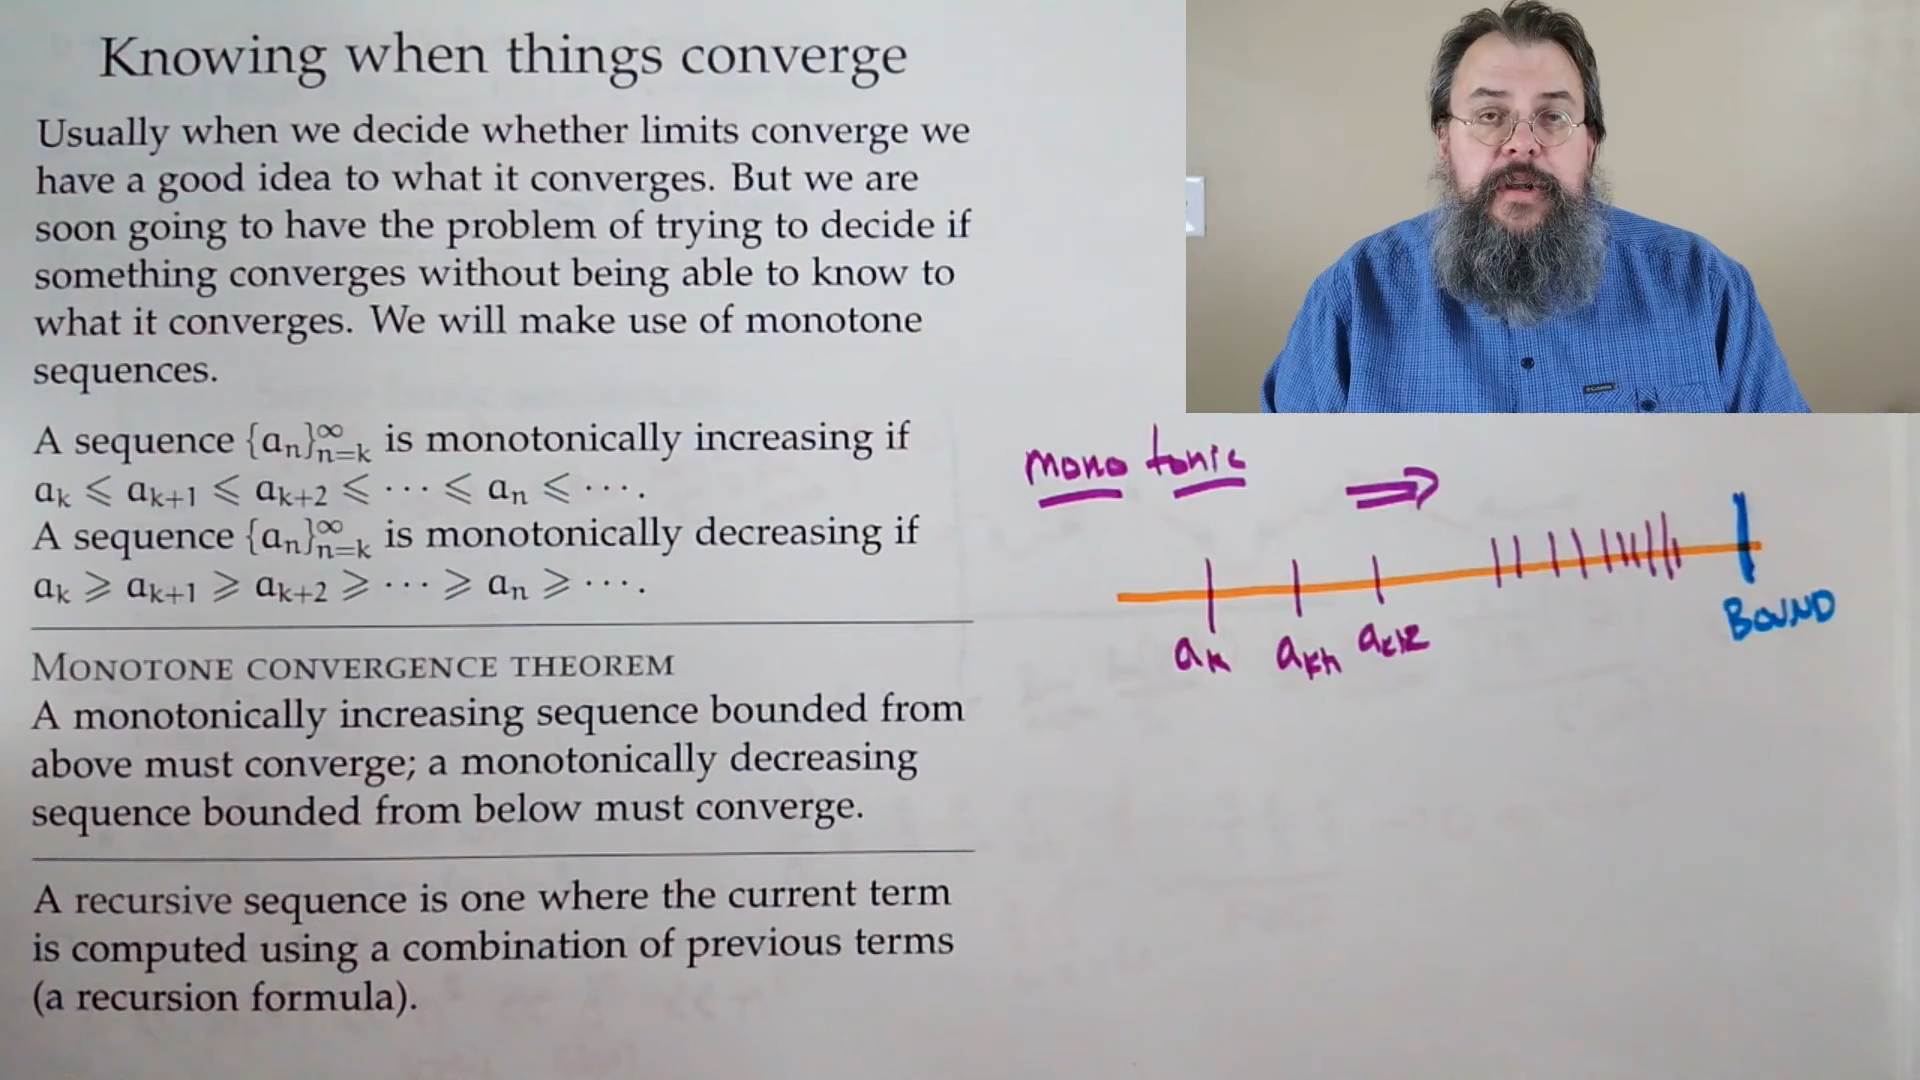 Knowing when things converge
Usually when we decide whether limits converge we
have a good idea to what it converges. But we are
soon going to have the problem of trying to decide if
something converges without being able to know to
what it converges. We will make use of monotone
sequences.
A sequence {aₙ}∞ₙ₌ₖ is monotonically increasing if
aₖ ⩽ aₖ₊₁ ⩽ aₖ₊₂ ⩽ ··· ⩽ aₙ ⩽ ··· .
A sequence {aₙ}∞ₙ₌ₖ is monotonically decreasing if
aₖ ⩾ aₖ₊₁ ⩾ aₖ₊₂ ⩾ ··· ⩾ aₙ ⩾ ··· .
MONOTONE CONVERGENCE THEOREM
A monotonically increasing sequence bounded from
above must converge; a monotonically decreasing
sequence bounded from below must converge.
A recursive sequence is one where the current term
is computed using a combination of previous terms
(a recursion formula).
mono tonic
BOUND
aₖ aₖ₊₁ aₖ₊₂